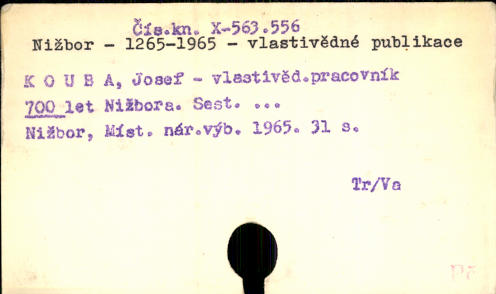 Čís.kn. X-563.556
Nižbor - 1265-1965 - vlastivědné publikace
K O U B A, Josef - vlastivěd.pracovník
700 let Nižbora. Sest. ...
Nižbor, Míst. nár.výb. 1965. 31 s.
Tr/Va